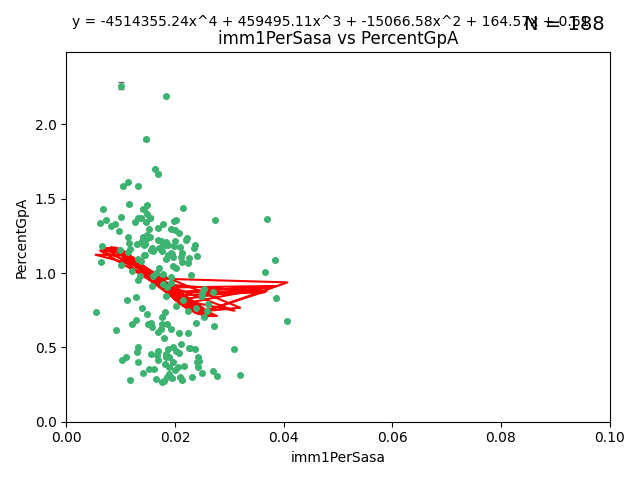 y = -4514355.24x^4 + 459495.11x^3 + -15066.58x^2 + 164.57x + 0.61
N = 188
imm1PerSasa vs PercentGpA
2.0
1.5
1.0
0.5
0.0
PercentGpA
0.00 0.02 0.04 0.06 0.08 0.10
imm1PerSasa